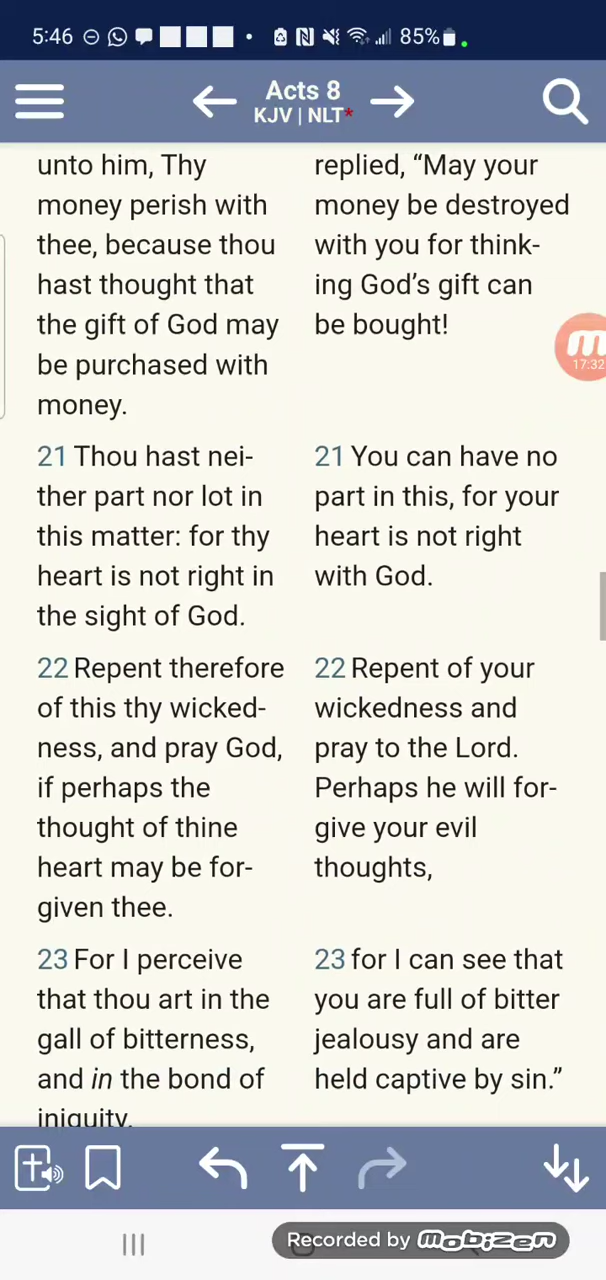 5:46 85%
Acts 8
KJV | NLT*
unto him, Thy
money perish with
thee, because thou
hast thought that
the gift of God may
be purchased with
money.
replied, “May your
money be destroyed
with you for think-
ing God’s gift can
be bought!
m
17:32
21 Thou hast nei-
ther part nor lot in
this matter: for thy
heart is not right in
the sight of God.
21 You can have no
part in this, for your
heart is not right
with God.
22 Repent therefore
of this thy wicked-
ness, and pray God,
if perhaps the
thought of thine
heart may be for-
given thee.
22 Repent of your
wickedness and
pray to the Lord.
Perhaps he will for-
give your evil
thoughts,
23 For I perceive
that thou art in the
gall of bitterness,
and in the bond of
iniquity.
23 for I can see that
you are full of bitter
jealousy and are
held captive by sin.”
Recorded by mobizen